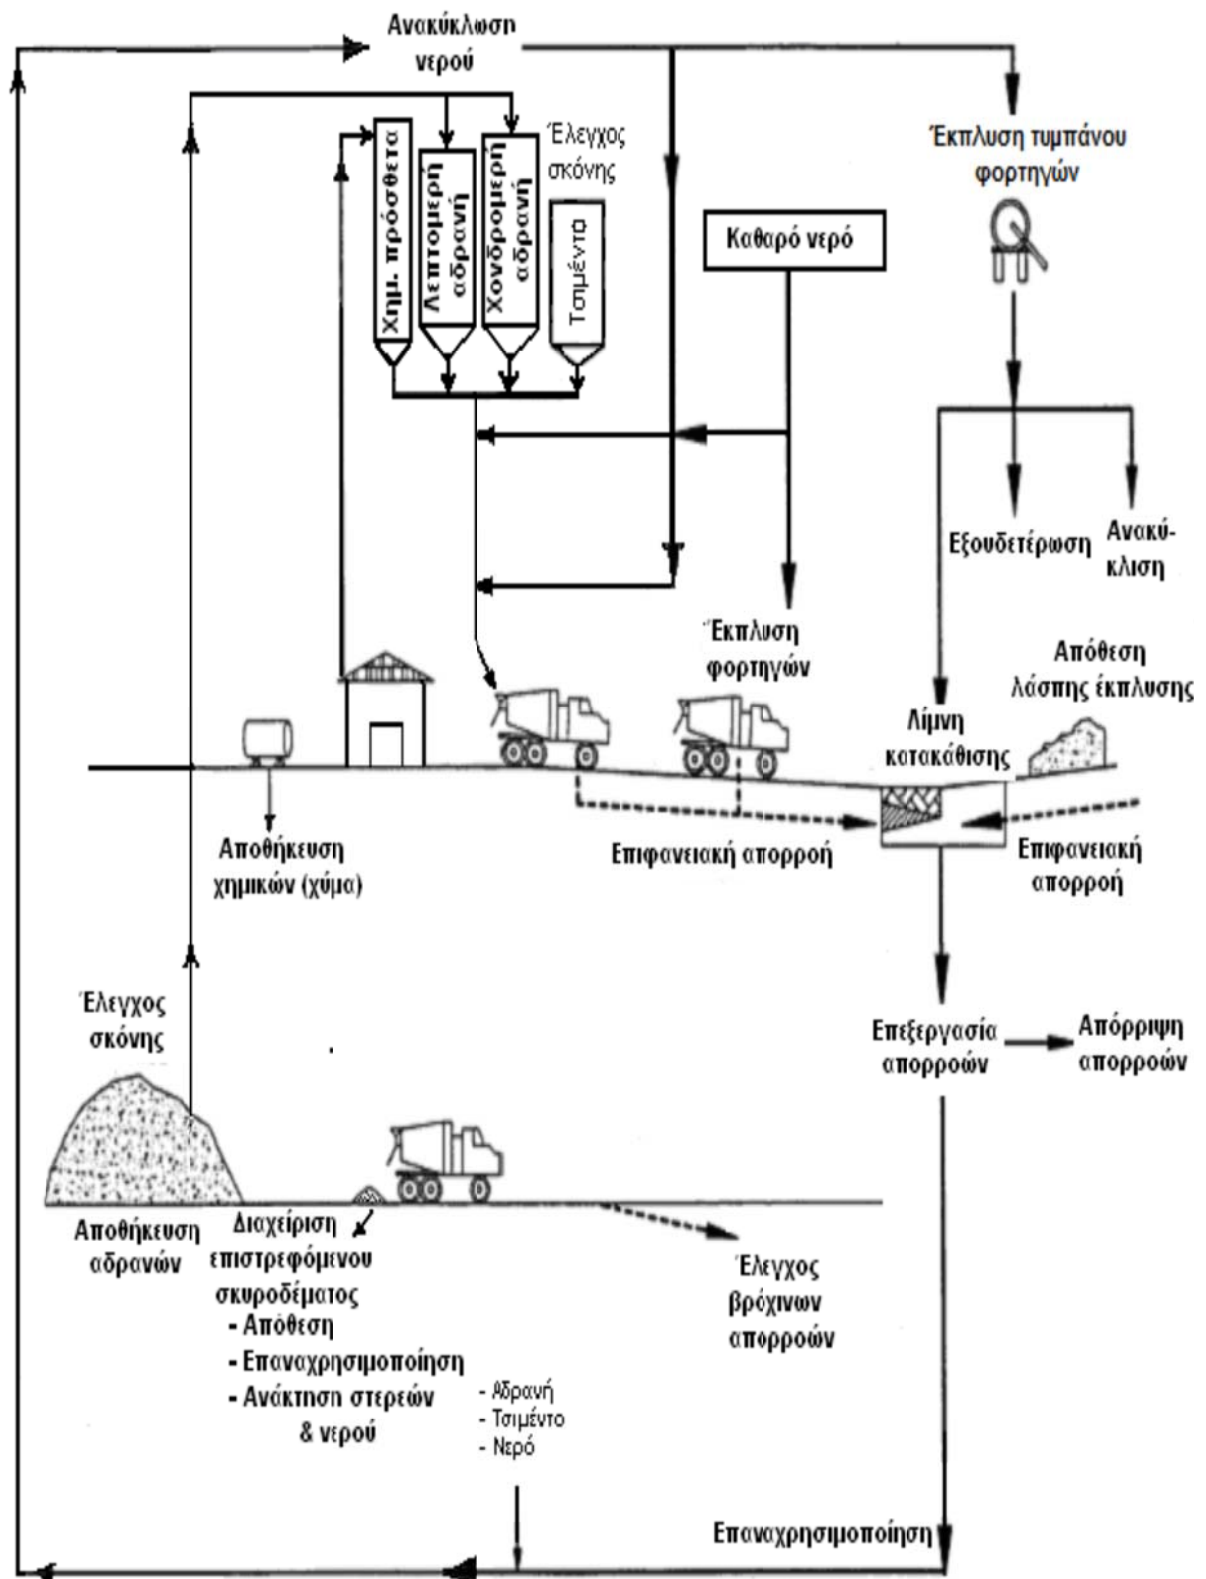 Ανακύκλωση
νερού
Έκπλυση τυμπάνου
φορτηγών
Έλεγχος
σκόνης
Χημ. πρόσθετα
Λεπτομερή
αδρανή
Χονδρομερή
αδρανή
Τσιμέντο
Καθαρό νερό
Εξουδετέρωση
Ανακύ-
κλιση
Έκπλυση
φορτηγών
Απόθεση
λάσπης έκπλυσης
Λίμνη
κατακάθισης
Αποθήκευση
χημικών (χύμα)
Επιφανειακή απορροή
Επιφανειακή
απορροή
Έλεγχος
σκόνης
Επεξεργασία
απορροών
Απόρριψη
απορροών
Αποθήκευση
αδρανών
Διαχείριση
επιστρεφόμενου
σκυροδέματος
- Απόθεση
- Επαναχρησιμοποίηση
- Ανάκτηση στερεών
& νερού
- Αδρανή
- Τσιμέντο
- Νερό
Έλεγχος
βρόχινων
απορροών
Επαναχρησιμοποίηση